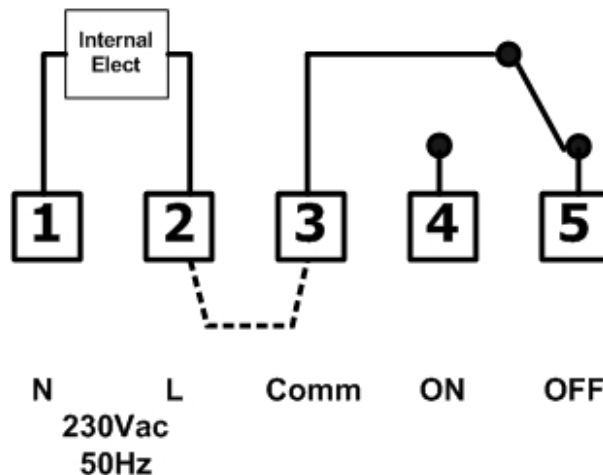 Internal
Elect
1 2 3 4 5
N L Comm ON OFF
230Vac
50Hz